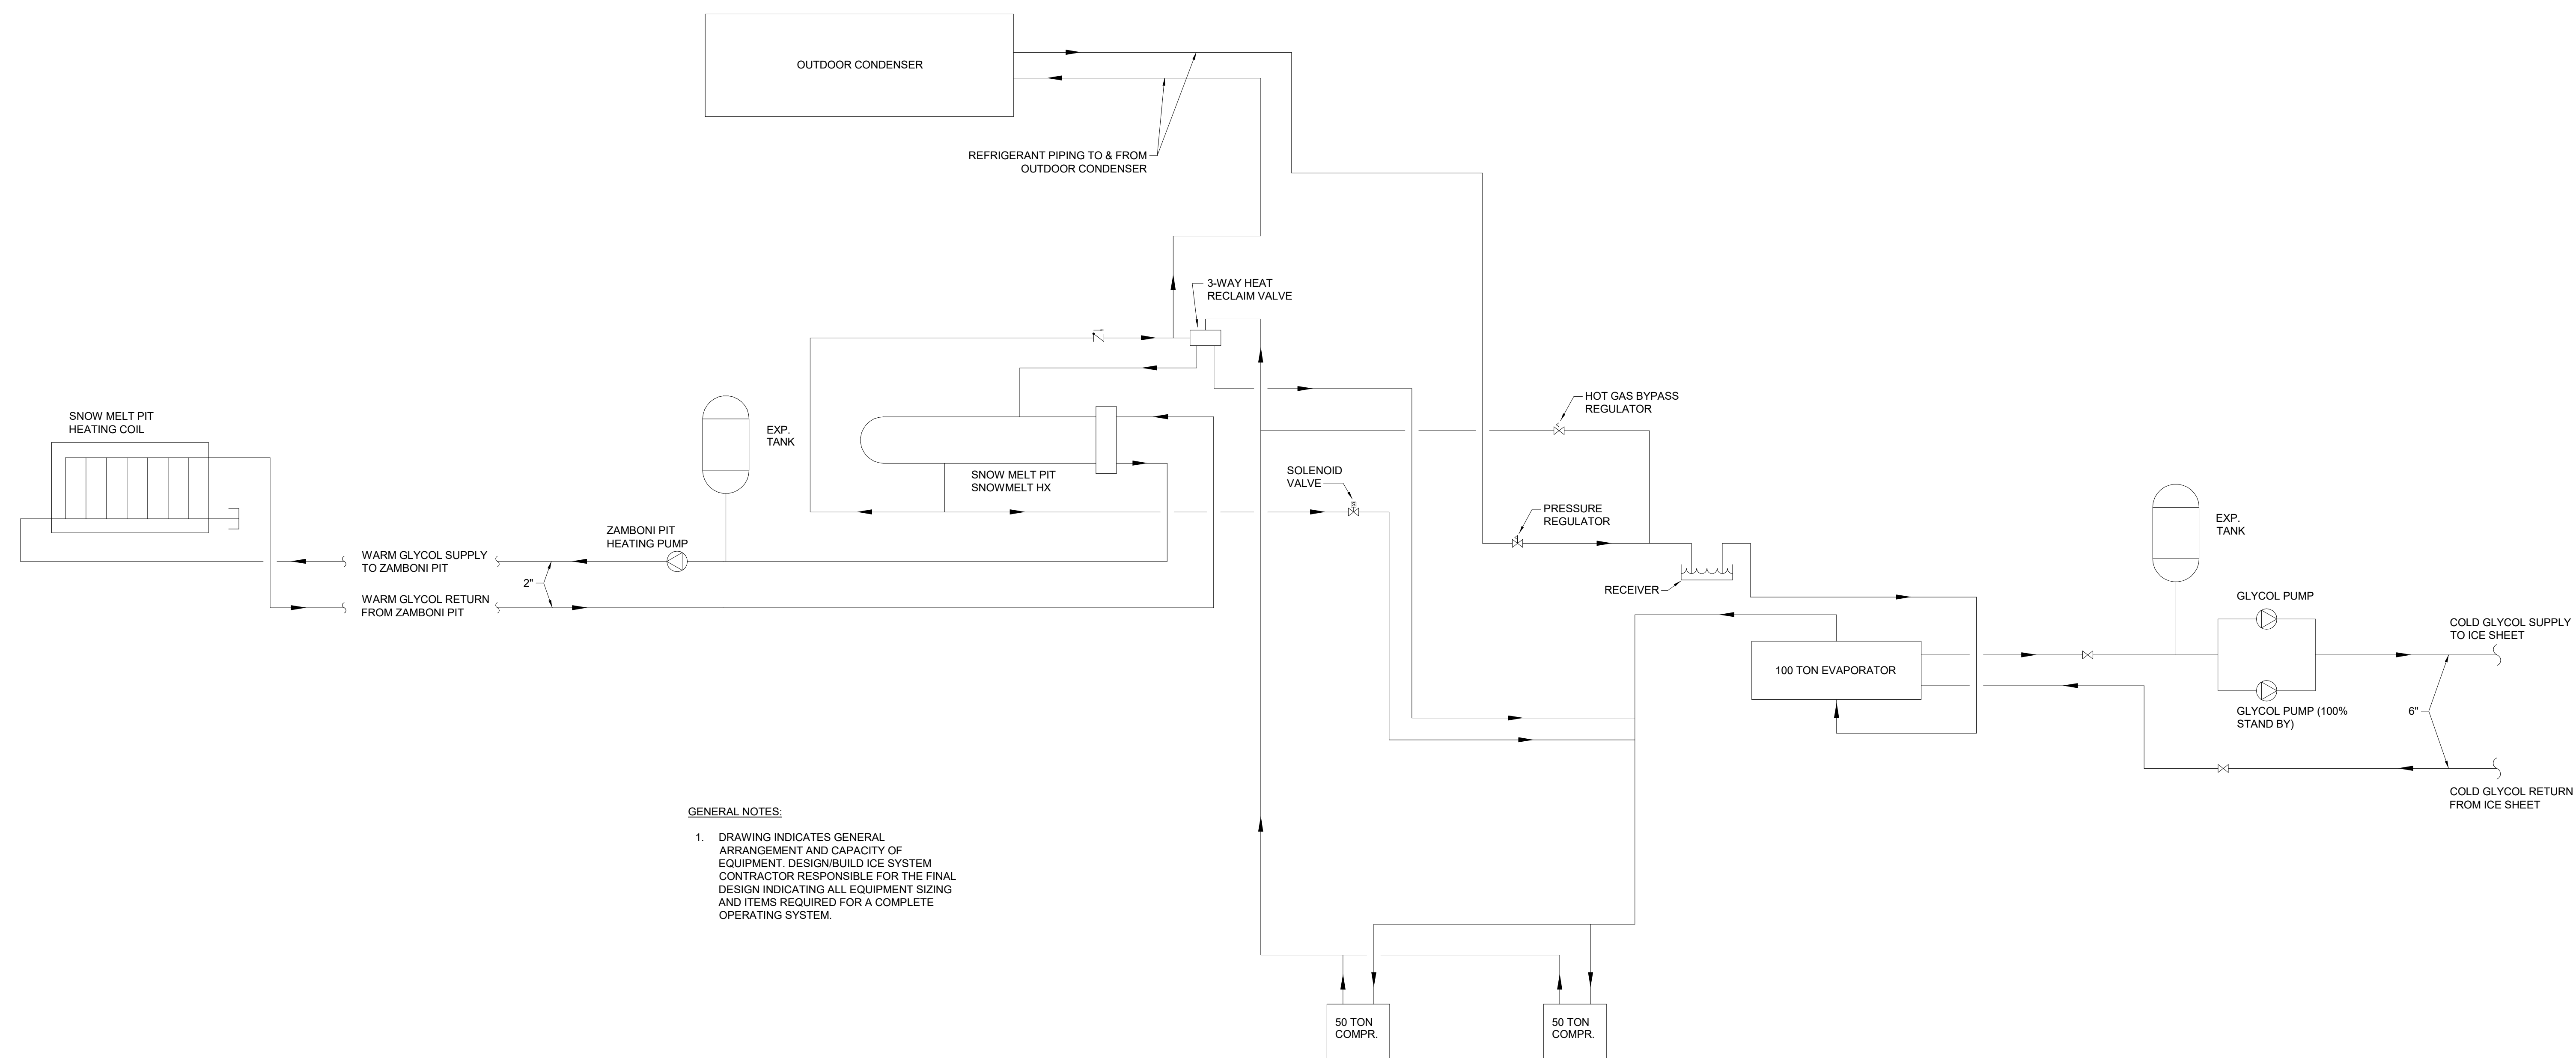 OUTDOOR CONDENSER
REFRIGERANT PIPING TO & FROM
OUTDOOR CONDENSER
3-WAY HEAT
RECLAIM VALVE
SNOW MELT PIT
HEATING COIL
EXP.
TANK
HOT GAS BYPASS
REGULATOR
SNOW MELT PIT
SNOWMELT HX
SOLENOID
VALVE
PRESSURE
REGULATOR
ZAMBONI PIT
HEATING PUMP
WARM GLYCOL SUPPLY
TO ZAMBONI PIT
2"
WARM GLYCOL RETURN
FROM ZAMBONI PIT
RECEIVER
EXP.
TANK
GLYCOL PUMP
COLD GLYCOL SUPPLY
TO ICE SHEET
100 TON EVAPORATOR
GLYCOL PUMP (100%
STAND BY)
6"
COLD GLYCOL RETURN
FROM ICE SHEET
GENERAL NOTES:
1. DRAWING INDICATES GENERAL
ARRANGEMENT AND CAPACITY OF
EQUIPMENT. DESIGN/BUILD ICE SYSTEM
CONTRACTOR RESPONSIBLE FOR THE FINAL
DESIGN INDICATING ALL EQUIPMENT SIZING
AND ITEMS REQUIRED FOR A COMPLETE
OPERATING SYSTEM.
50 TON
COMPR.
50 TON
COMPR.